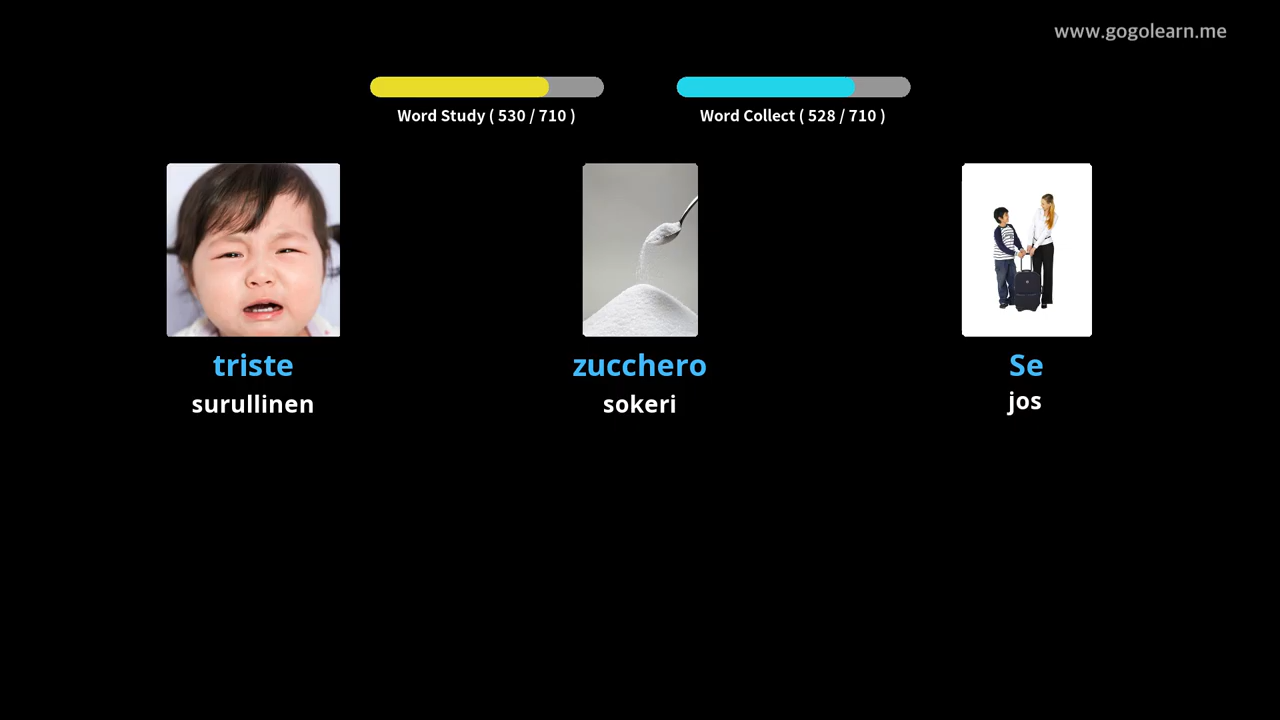 www.gogolearn.me
Word Study ( 530 / 710 )
Word Collect ( 528 / 710 )
triste
surullinen
zucchero
sokeri
Se
jos